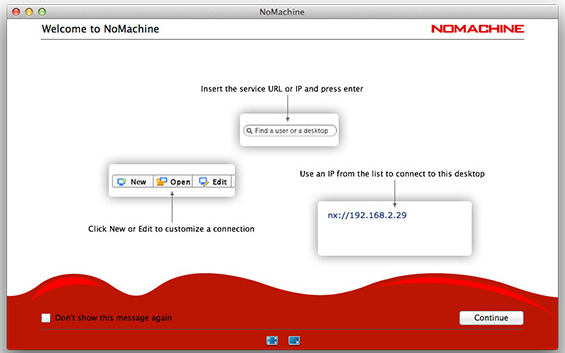 NoMachine
Welcome to NoMachine
NOMACHINE
Insert the service URL or IP and press enter
Find a user or a desktop
New Open Edit
Use an IP from the list to connect to this desktop
nx://192.168.2.29
Click New or Edit to customize a connection
Don't show this message again
Continue